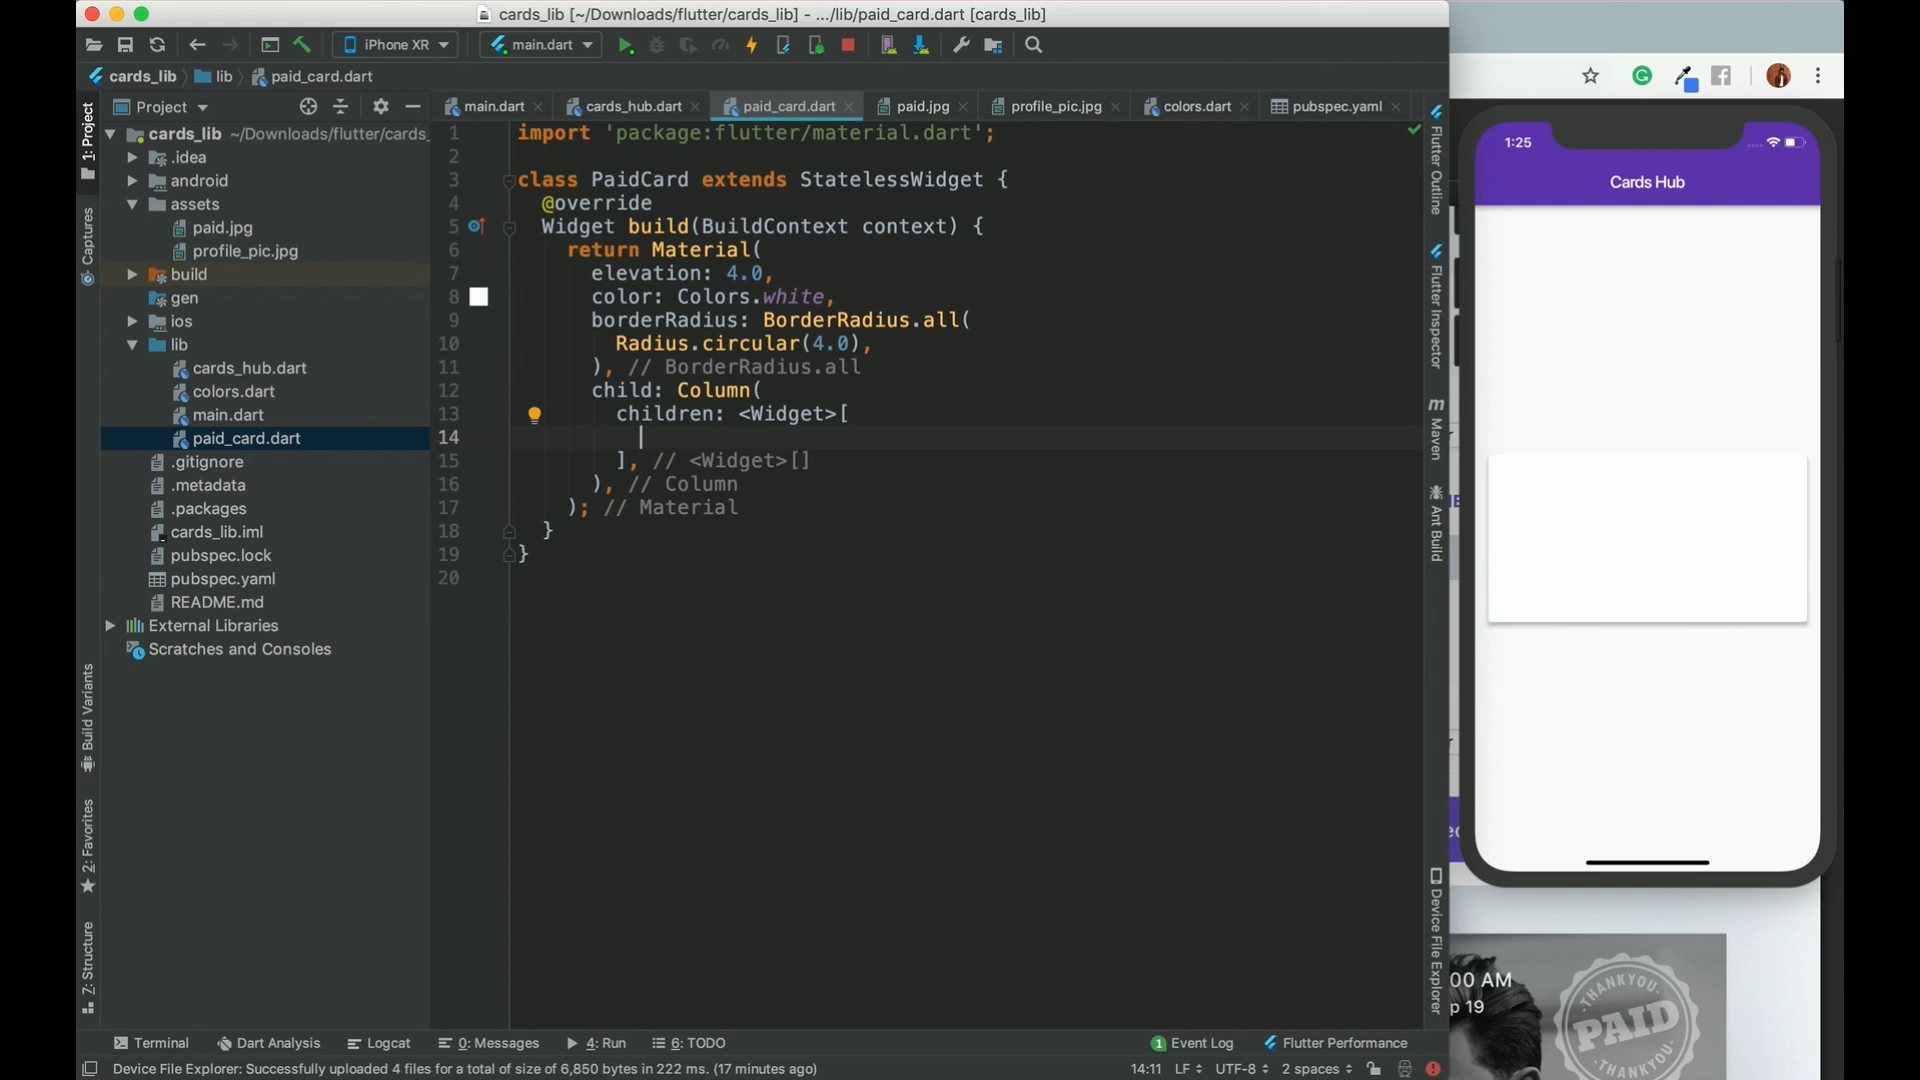 cards_lib [~/Downloads/flutter/cards_lib] - .../lib/paid_card.dart [cards_lib]
iPhone XR
main.dart
cards_lib
lib
paid_card.dart
Project
main.dart
cards_hub.dart
paid_card.dart
paid.jpg
profile_pic.jpg
colors.dart
pubspec.yaml
1: Project
Captures
Build Variants
2: Favorites
7: Structure
cards_lib ~/Downloads/flutter/cards_
.idea
android
assets
paid.jpg
profile_pic.jpg
build
gen
ios
lib
cards_hub.dart
colors.dart
main.dart
paid_card.dart
.gitignore
.metadata
.packages
cards_lib.iml
pubspec.lock
pubspec.yaml
README.md
External Libraries
Scratches and Consoles
1 import 'package:flutter/material.dart';
2
3 class PaidCard extends StatelessWidget {
4 @override
5 Widget build(BuildContext context) {
6 return Material(
7 elevation: 4.0,
8 color: Colors.white,
9 borderRadius: BorderRadius.all(
10 Radius.circular(4.0),
11 ), // BorderRadius.all
12 child: Column(
13 children: <Widget>[
14
15 ], // <Widget>[]
16 ), // Column
17 ); // Material
18 }
19 }
20
Flutter Outline
Flutter Inspector
m Maven
Ant Build
Device File Explorer
1:25
Cards Hub
00 AM
p 19
THANK YOU
PAID
THANK YOU
Terminal
Dart Analysis
Logcat
0: Messages
4: Run
6: TODO
1 Event Log
Flutter Performance
Device File Explorer: Successfully uploaded 4 files for a total of size of 6,850 bytes in 222 ms. (17 minutes ago)
14:11
LF
UTF-8
2 spaces